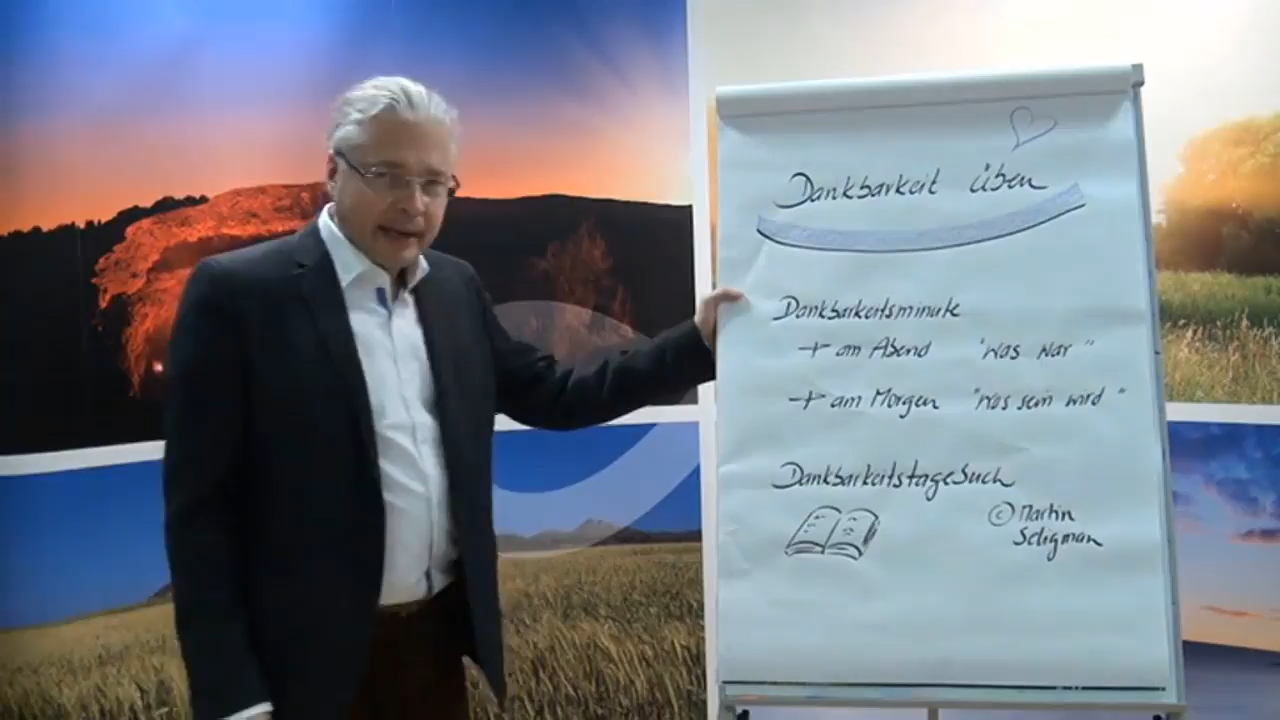 Dankbarkeit üben
Dankbarkeitsminute
→ am Abend "Was war"
→ am Morgen "Was sein wird"
Dankbarkeitstagebuch
© Martin
Seligman